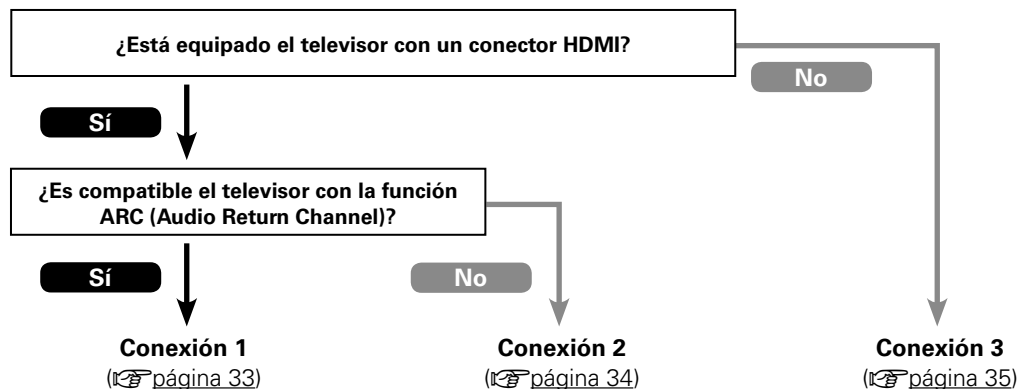 ¿Está equipado el televisor con un conector HDMI?
No
Sí
¿Es compatible el televisor con la función
ARC (Audio Return Channel)?
Sí
No
Conexión 1
(página 33)
Conexión 2
(página 34)
Conexión 3
(página 35)